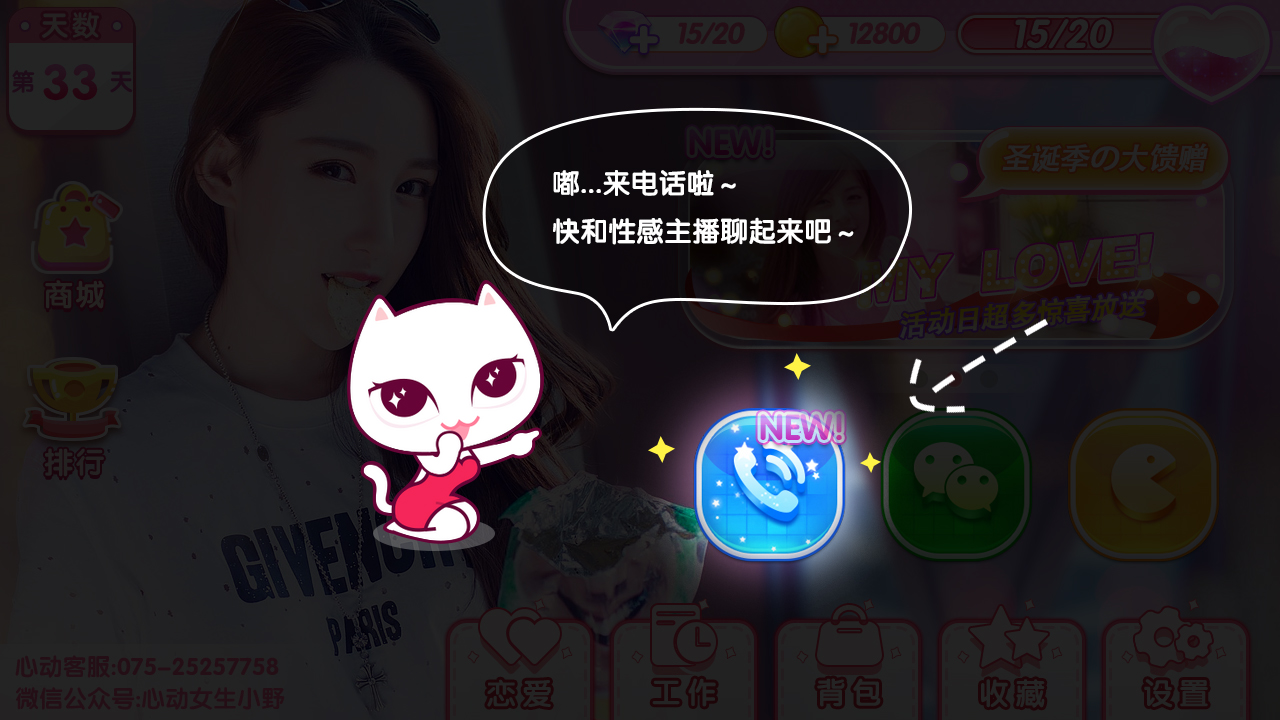 天数
第 33 天
15/20
12800
15/20
NEW!
圣诞季の大馈赠
嘟...来电话啦~
快和性感主播聊起来吧~
MY LOVE!
活动日超多惊喜放送
商城
NEW!
排行
GIVENCHY
PARIS
心动客服:075-25257758
微信公众号:心动女生小野
恋爱
工作
背包
收藏
设置